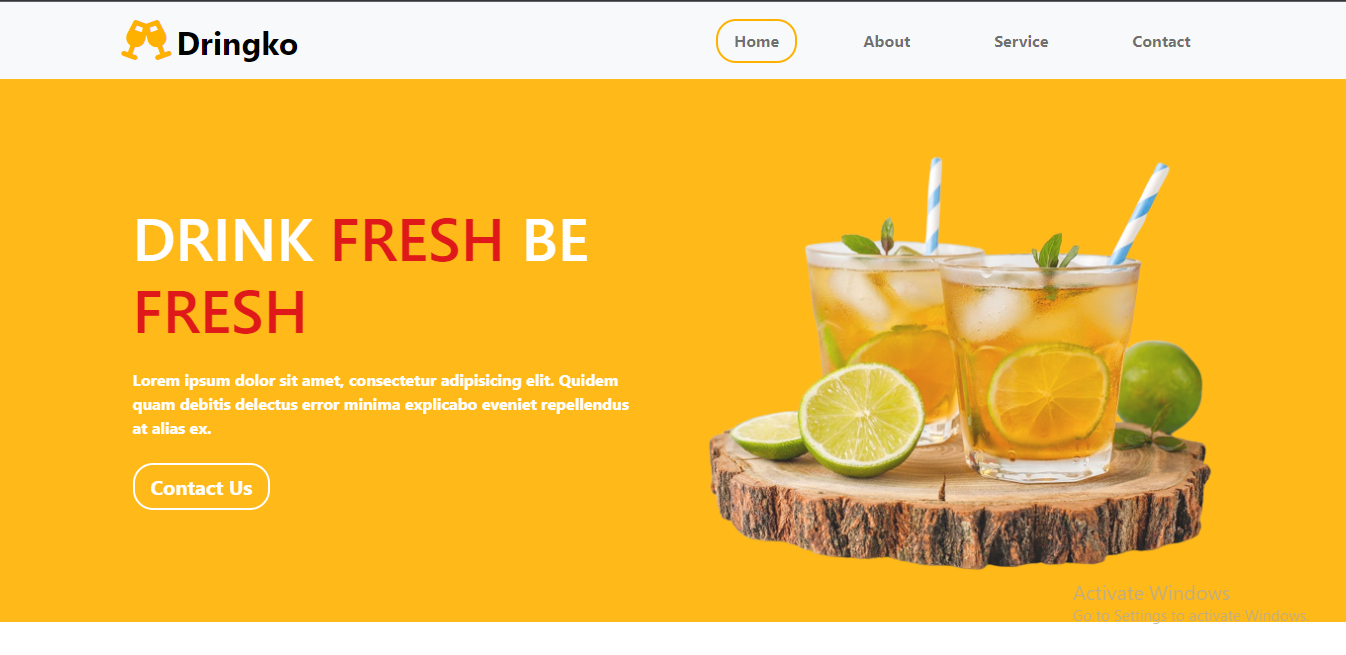 Dringko
Home About Service Contact
DRINK FRESH BE
FRESH
Lorem ipsum dolor sit amet, consectetur adipisicing elit. Quidem
quam debitis delectus error minima explicabo eveniet repellendus
at alias ex.
Contact Us
Activate Windows
Go to Settings to activate Windows.